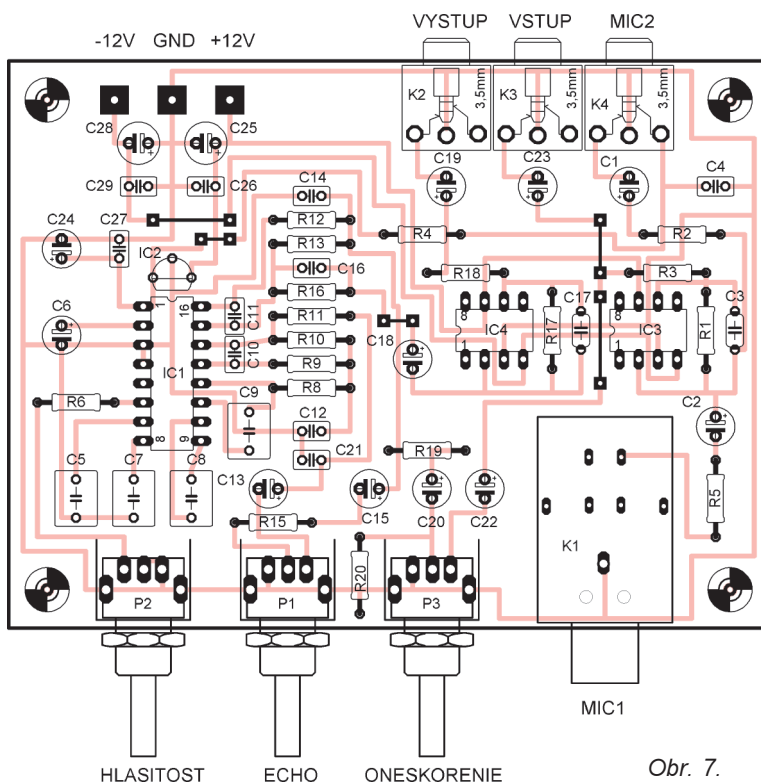 VYSTUP VSTUP MIC2
-12V GND +12V
K2 3,5mm K3 3,5mm K4 3,5mm
C28 C25
C19 C23 C1 C4
C29 C26 C14
C24 C27 R12 R4 R2
IC2 R13
C16 R18 R3
C6 1 16 C11 R16 8 IC4 R17 C17 8 IC3 R1 C3
R11
C10 R10 C18 1 1
IC1 R9
R6 R8
C9 C2
8 9 C12
C5 C7 C8 C21 R19
C13 C15 C20 C22 R5
R15
K1
R20
P2 P1 P3
MIC1
HLASITOST ECHO ONESKORENIE
Obr. 7.